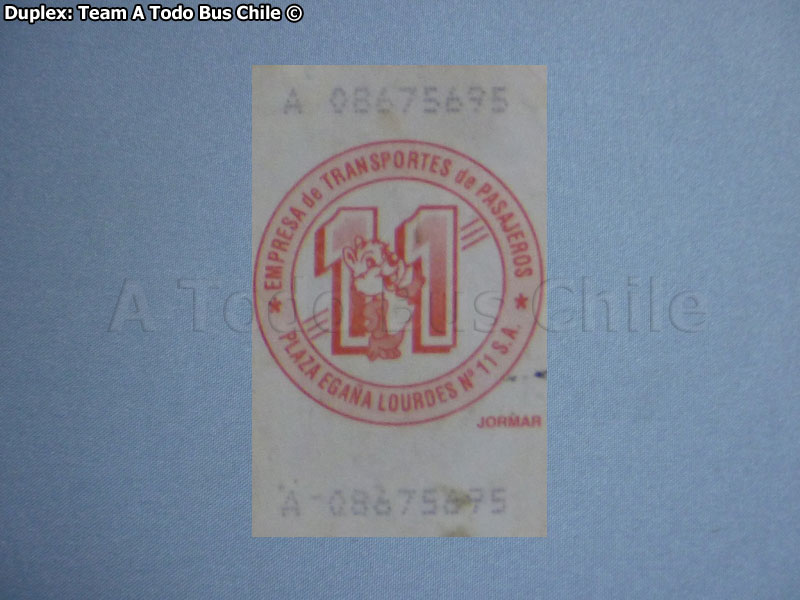 Duplex: Team A Todo Bus Chile ©
A 08675695
★ EMPRESA de TRANSPORTES de PASAJEROS ★
11
PLAZA EGAÑA LOURDES Nº 11 S.A.
JORMAR
A 08675695
A Todo Bus Chile